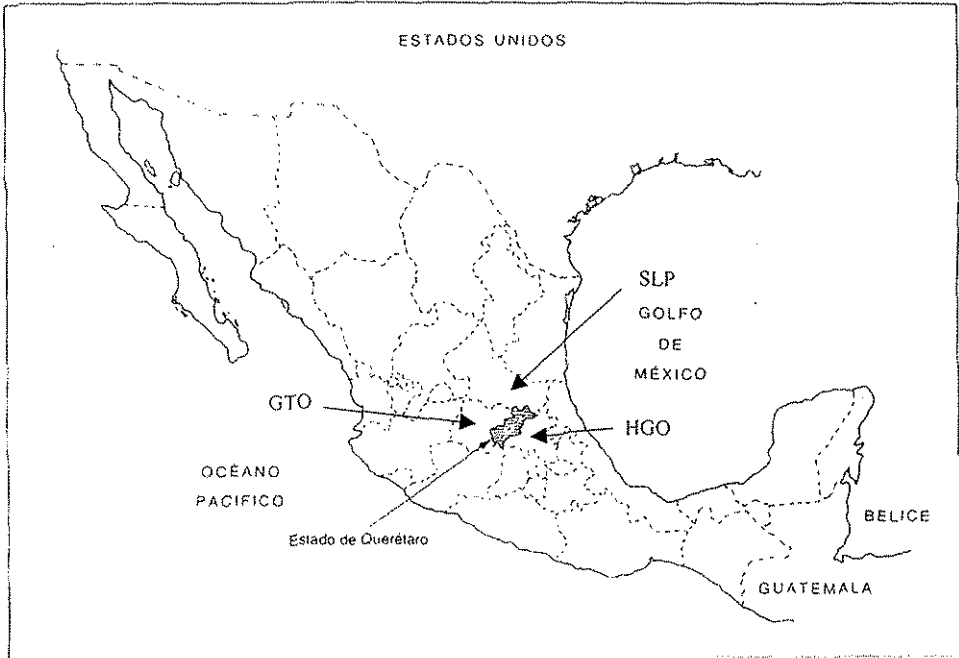 ESTADOS UNIDOS
SLP
GOLFO
DE
MÉXICO
GTO
HGO
OCÉANO
PACIFICO
Estado de Querétaro
BELICE
GUATEMALA